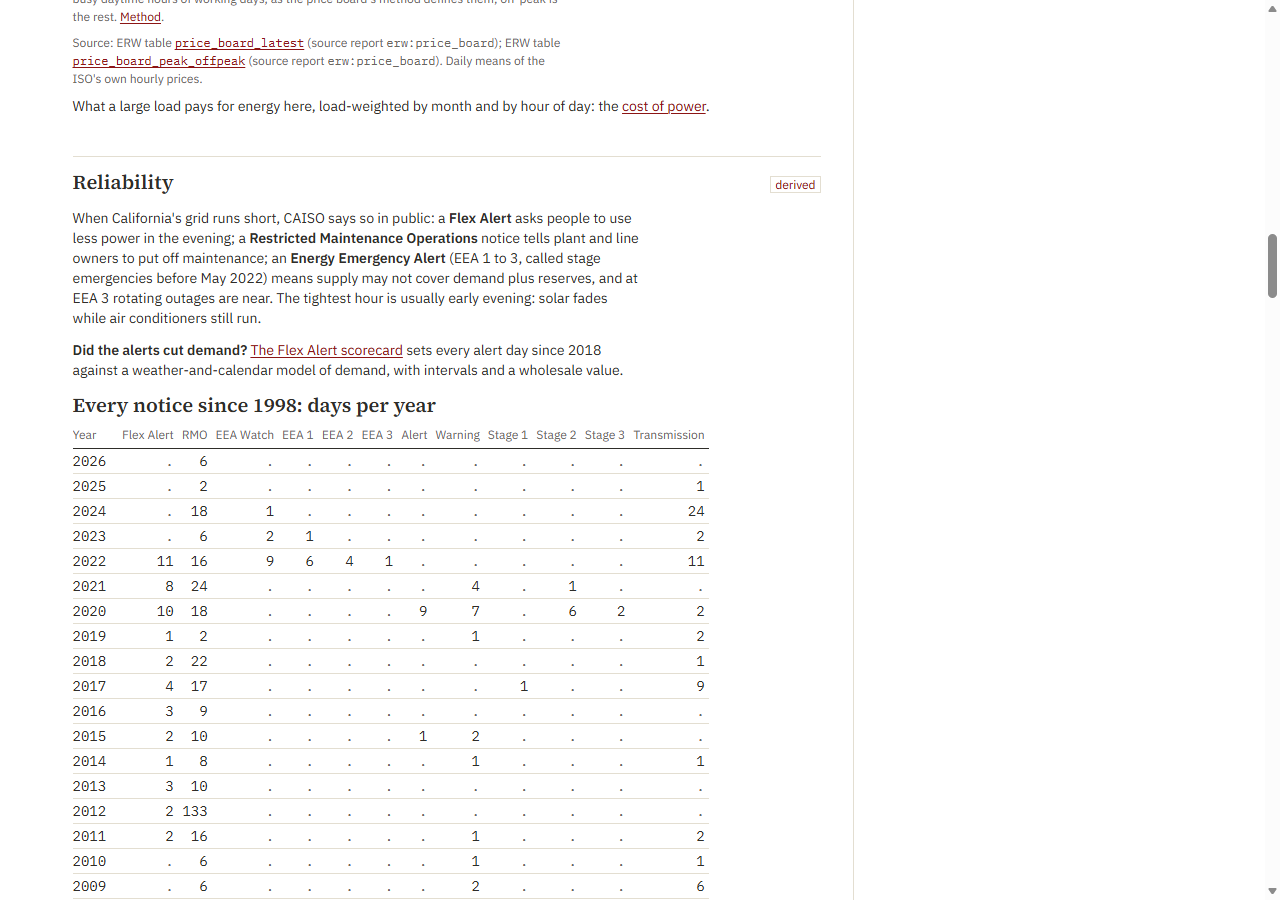 the rest. Method.
Source: ERW table price_board_latest (source report erw:price_board); ERW table
price_board_peak_offpeak (source report erw:price_board). Daily means of the
ISO's own hourly prices.
What a large load pays for energy here, load-weighted by month and by hour of day: the cost of power.
Reliability
derived
When California's grid runs short, CAISO says so in public: a Flex Alert asks people to use
less power in the evening; a Restricted Maintenance Operations notice tells plant and line
owners to put off maintenance; an Energy Emergency Alert (EEA 1 to 3, called stage
emergencies before May 2022) means supply may not cover demand plus reserves, and at
EEA 3 rotating outages are near. The tightest hour is usually early evening: solar fades
while air conditioners still run.
Did the alerts cut demand? The Flex Alert scorecard sets every alert day since 2018
against a weather-and-calendar model of demand, with intervals and a wholesale value.
Every notice since 1998: days per year
Year Flex Alert RMO EEA Watch EEA 1 EEA 2 EEA 3 Alert Warning Stage 1 Stage 2 Stage 3 Transmission
2026 . 6 . . . . . . . . . .
2025 . 2 . . . . . . . . . 1
2024 . 18 1 . . . . . . . . 24
2023 . 6 2 1 . . . . . . . 2
2022 11 16 9 6 4 1 . . . . . 11
2021 8 24 . . . . . 4 . 1 . .
2020 10 18 . . . . 9 7 . 6 2 2
2019 1 2 . . . . . 1 . . . 2
2018 2 22 . . . . . . . . . 1
2017 4 17 . . . . . . 1 . . 9
2016 3 9 . . . . . . . . . .
2015 2 10 . . . . 1 2 . . . .
2014 1 8 . . . . . 1 . . . 1
2013 3 10 . . . . . . . . . .
2012 2 133 . . . . . . . . . .
2011 2 16 . . . . . 1 . . . 2
2010 . 6 . . . . . 1 . . . 1
2009 . 6 . . . . . 2 . . . 6